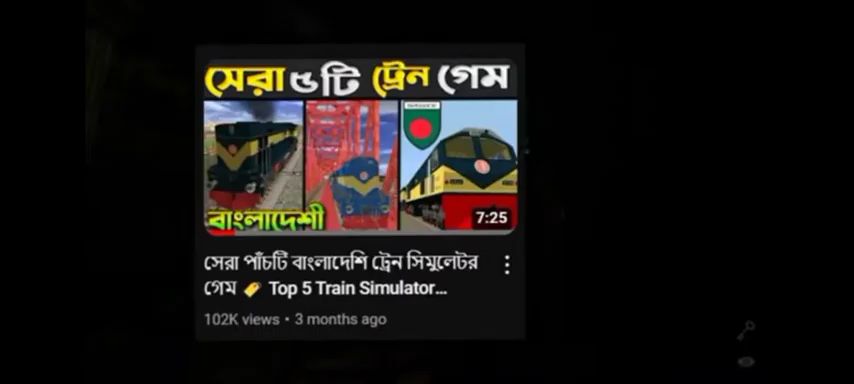 সেরা ৫টি ট্রেন গেম
বাংলাদেশী
7:25
সেরা পাঁচটি বাংলাদেশি ট্রেন সিমুলেটর
গেম 🏷️ Top 5 Train Simulator...
102K views • 3 months ago